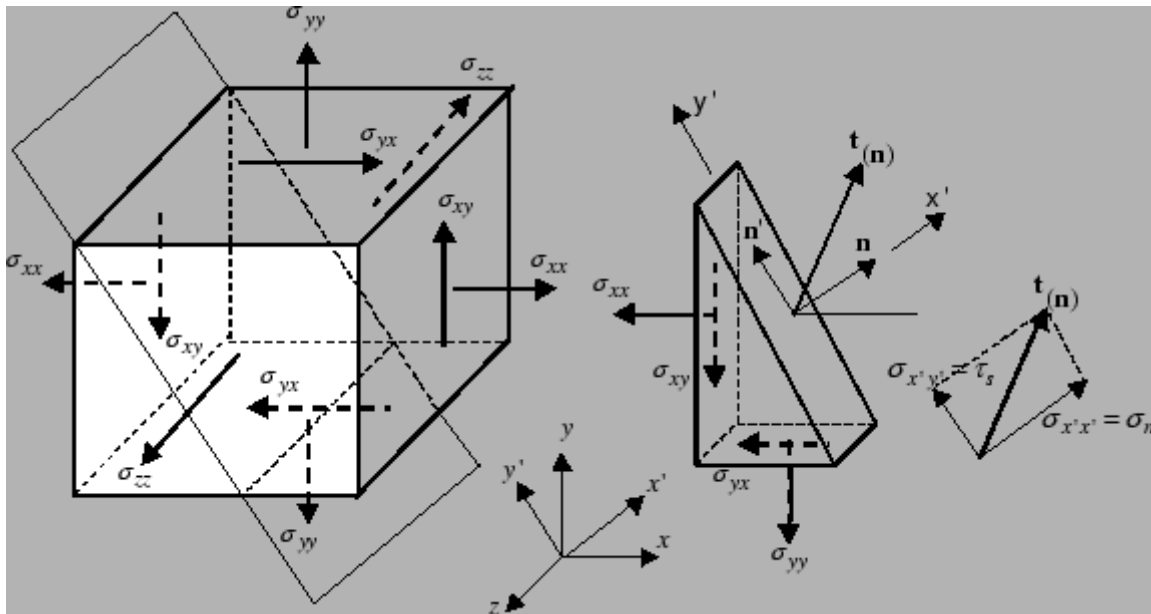 σyy
σzz
σyx
σxy
σxx
σxx
σxy
σyx
σzz
σyy
y
y'
x'
x
z
y'
t(n)
x'
n'
n
σxx
σxy
σyx
σyy
t(n)
σx'y' = τs
σx'x' = σn